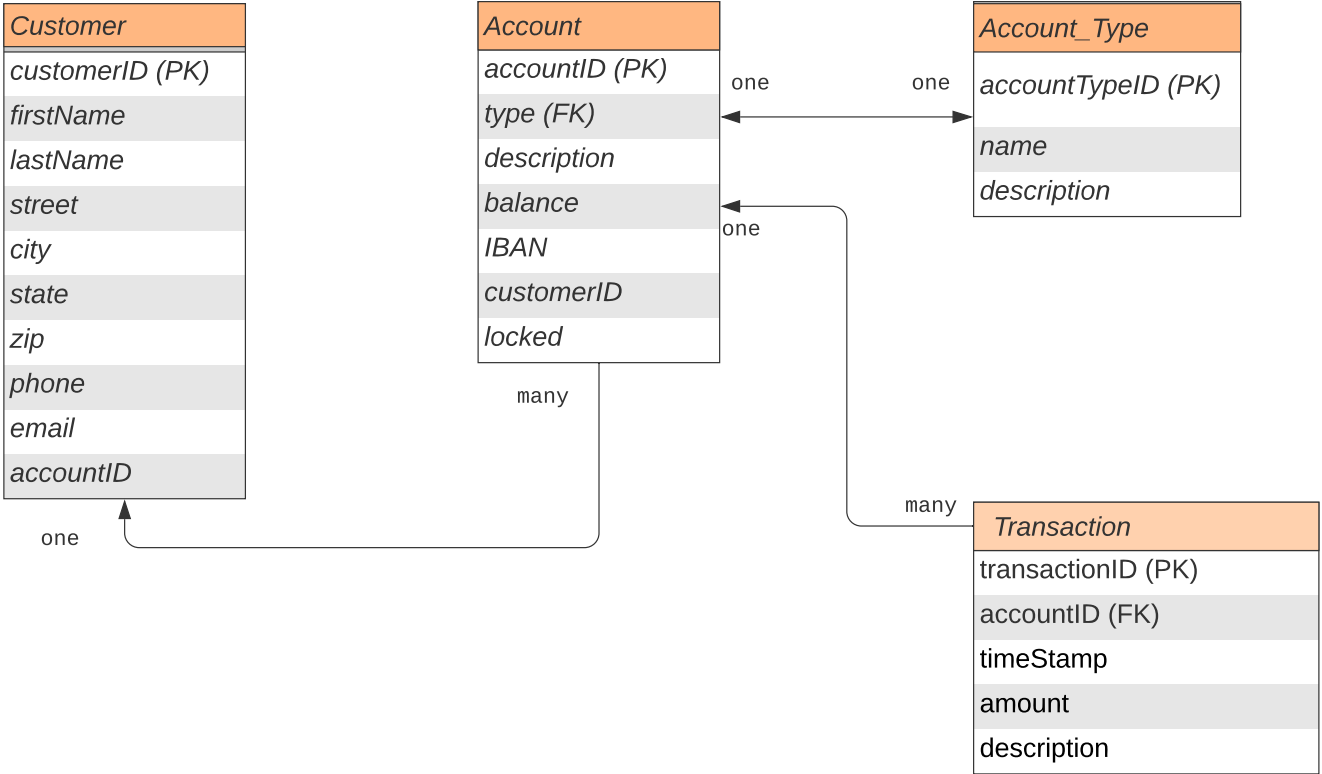 Customer
customerID (PK)
firstName
lastName
street
city
state
zip
phone
email
accountID
one
Account
accountID (PK)
type (FK)
description
balance
IBAN
customerID
locked
many
one
one
one
Account_Type
accountTypeID (PK)
name
description
many
Transaction
transactionID (PK)
accountID (FK)
timeStamp
amount
description